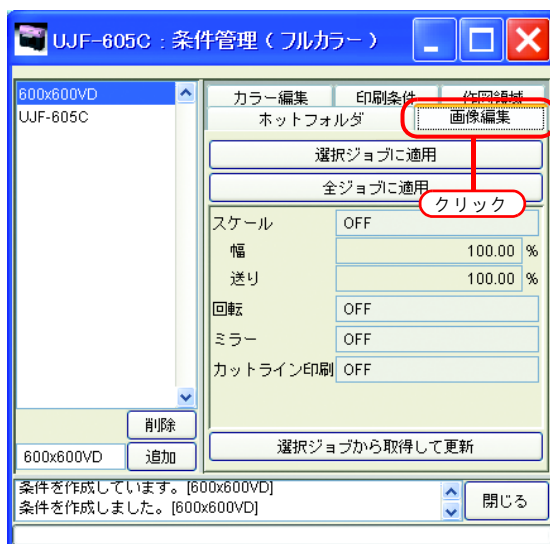 UJF-605C : 条件管理 ( フルカラー )
600x600VD
UJF-605C
カラー編集 印刷条件 作図領域
ホットフォルダ 画像編集
選択ジョブに適用
全ジョブに適用
クリック
スケール OFF
幅 100.00 %
送り 100.00 %
回転 OFF
ミラー OFF
カットライン印刷 OFF
削除
選択ジョブから取得して更新
600x600VD 追加
条件を作成しています。[600x600VD]
条件を作成しました。[600x600VD]
閉じる